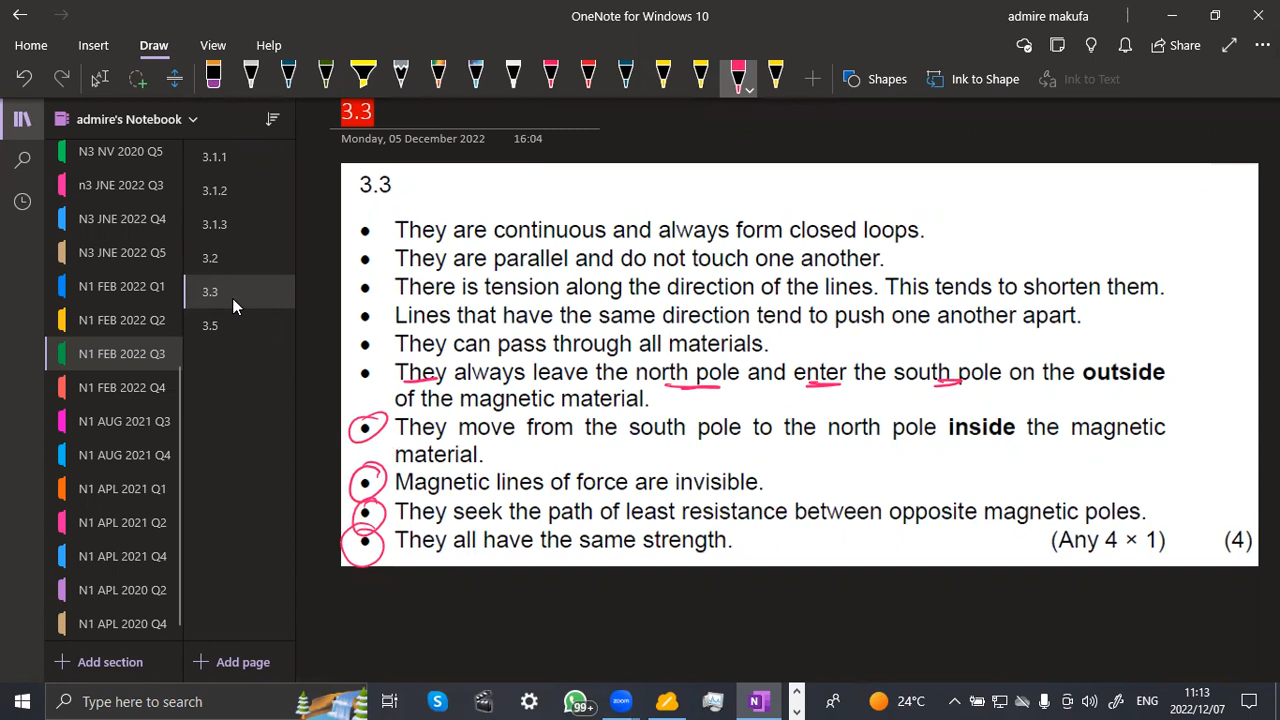 OneNote for Windows 10
admire makufa
Home
Insert
Draw
View
Help
Share
Shapes
Ink to Shape
Ink to Text
admire's Notebook
N3 NV 2020 Q5
n3 JNE 2022 Q3
N3 JNE 2022 Q4
N3 JNE 2022 Q5
N1 FEB 2022 Q1
N1 FEB 2022 Q2
N1 FEB 2022 Q3
N1 FEB 2022 Q4
N1 AUG 2021 Q3
N1 AUG 2021 Q4
N1 APL 2021 Q1
N1 APL 2021 Q2
N1 APL 2021 Q4
N1 APL 2020 Q2
N1 APL 2020 Q4
Add section
3.1.1
3.1.2
3.1.3
3.2
3.3
3.5
Add page
3.3
Monday, 05 December 2022 16:04
3.3
• They are continuous and always form closed loops.
• They are parallel and do not touch one another.
• There is tension along the direction of the lines. This tends to shorten them.
• Lines that have the same direction tend to push one another apart.
• They can pass through all materials.
• They always leave the north pole and enter the south pole on the outside
of the magnetic material.
• They move from the south pole to the north pole inside the magnetic
material.
• Magnetic lines of force are invisible.
• They seek the path of least resistance between opposite magnetic poles.
• They all have the same strength. (Any 4 × 1) (4)
Type here to search
99+
zoom
24°C
ENG
11:13
2022/12/07